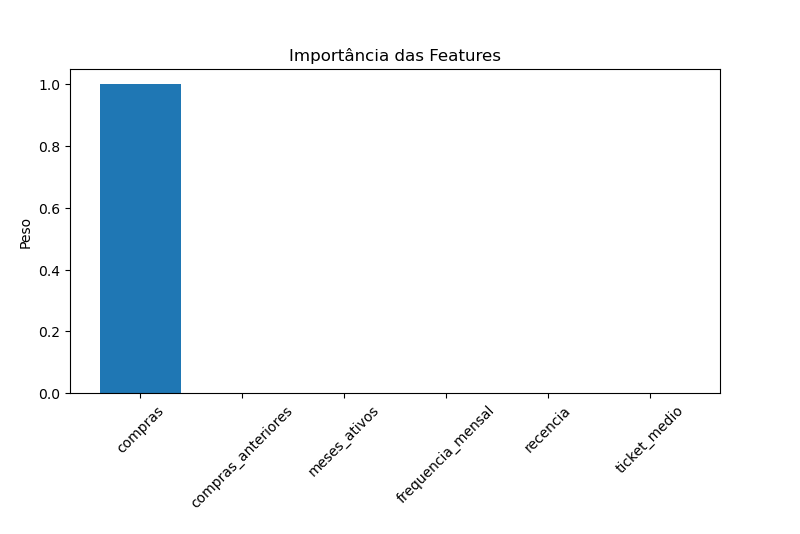 Importância das Features
Peso
1.0
0.8
0.6
0.4
0.2
0.0
compras
compras_anteriores
meses_ativos
frequencia_mensal
recencia
ticket_medio